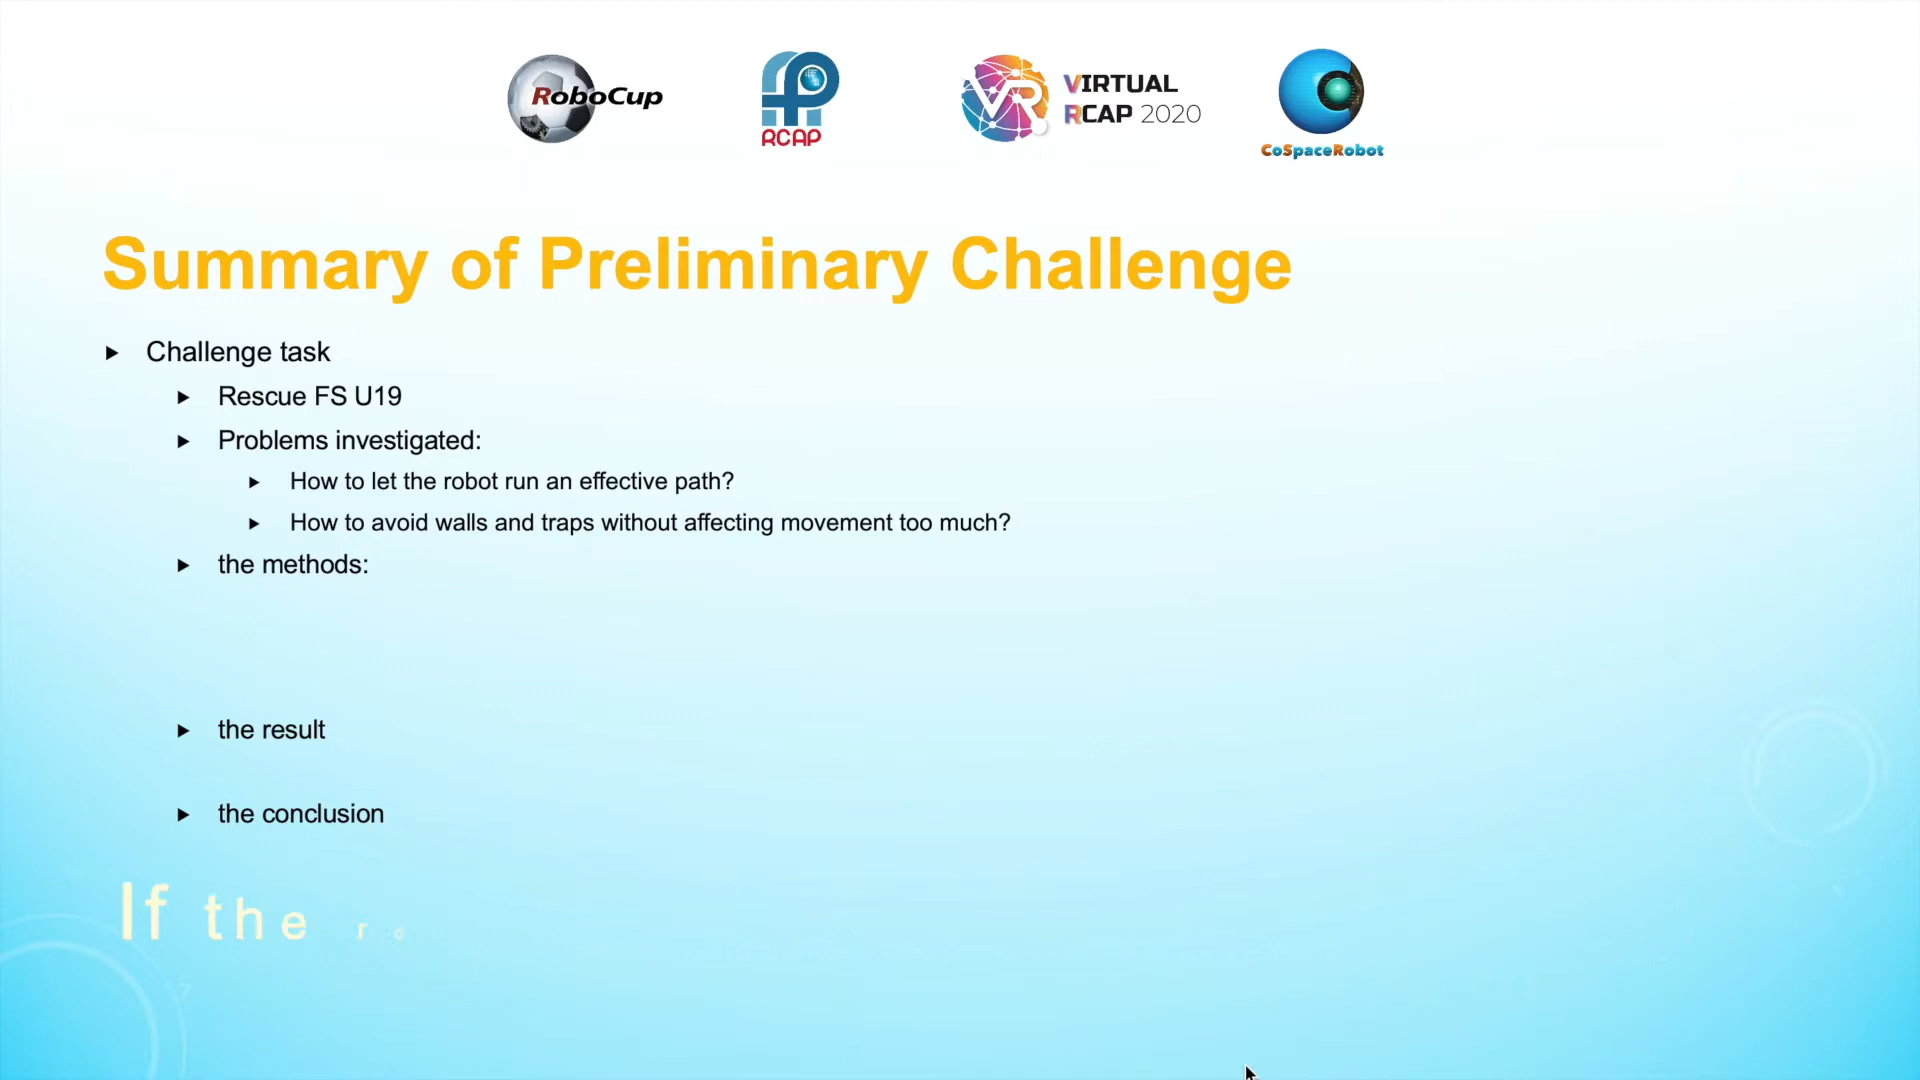 RoboCup
RCAP
VR
VIRTUAL
RCAP 2020
CoSpaceRobot
Summary of Preliminary Challenge
Challenge task
Rescue FS U19
Problems investigated:
How to let the robot run an effective path?
How to avoid walls and traps without affecting movement too much?
the methods:
the result
the conclusion
If the ro